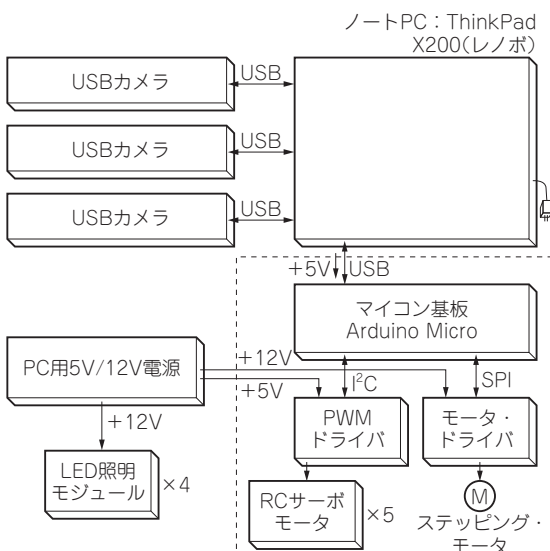 ノートPC：ThinkPad
X200(レノボ)
USBカメラ
USB
USBカメラ
USB
USBカメラ
USB
+5V
USB
マイコン基板
Arduino Micro
PC用5V/12V電源
+12V
+5V
I²C
SPI
+12V
PWM
ドライバ
モータ・
ドライバ
LED照明
モジュール
×4
RCサーボ
モータ
×5
M
ステッピング・
モータ